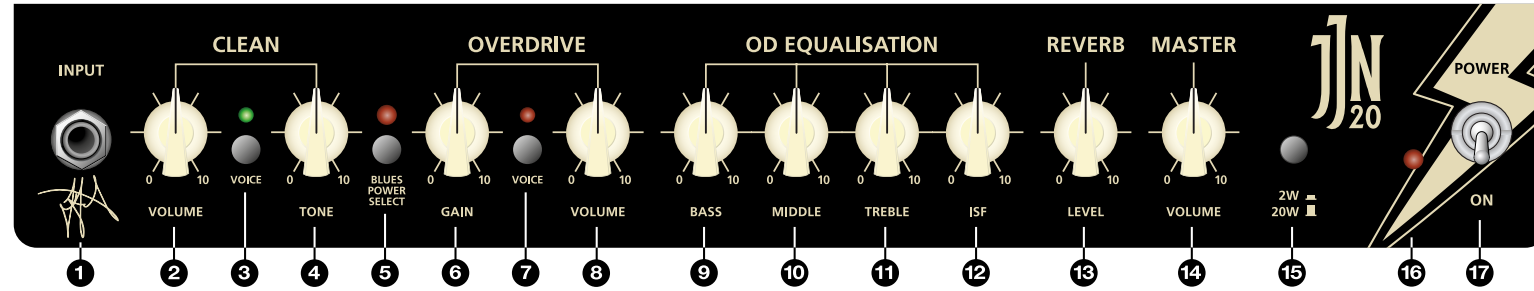 CLEAN OVERDRIVE OD EQUALISATION REVERB MASTER
JJN
20
INPUT
POWER
0 10 0 10 0 10 0 10 0 10 0 10 0 10 0 10 0 10 0 10
VOICE
BLUES
POWER
SELECT
VOICE
2W
20W
VOLUME TONE GAIN VOLUME BASS MIDDLE TREBLE ISF LEVEL VOLUME
ON
1 2 3 4 5 6 7 8 9 10 11 12 13 14 15 16 17